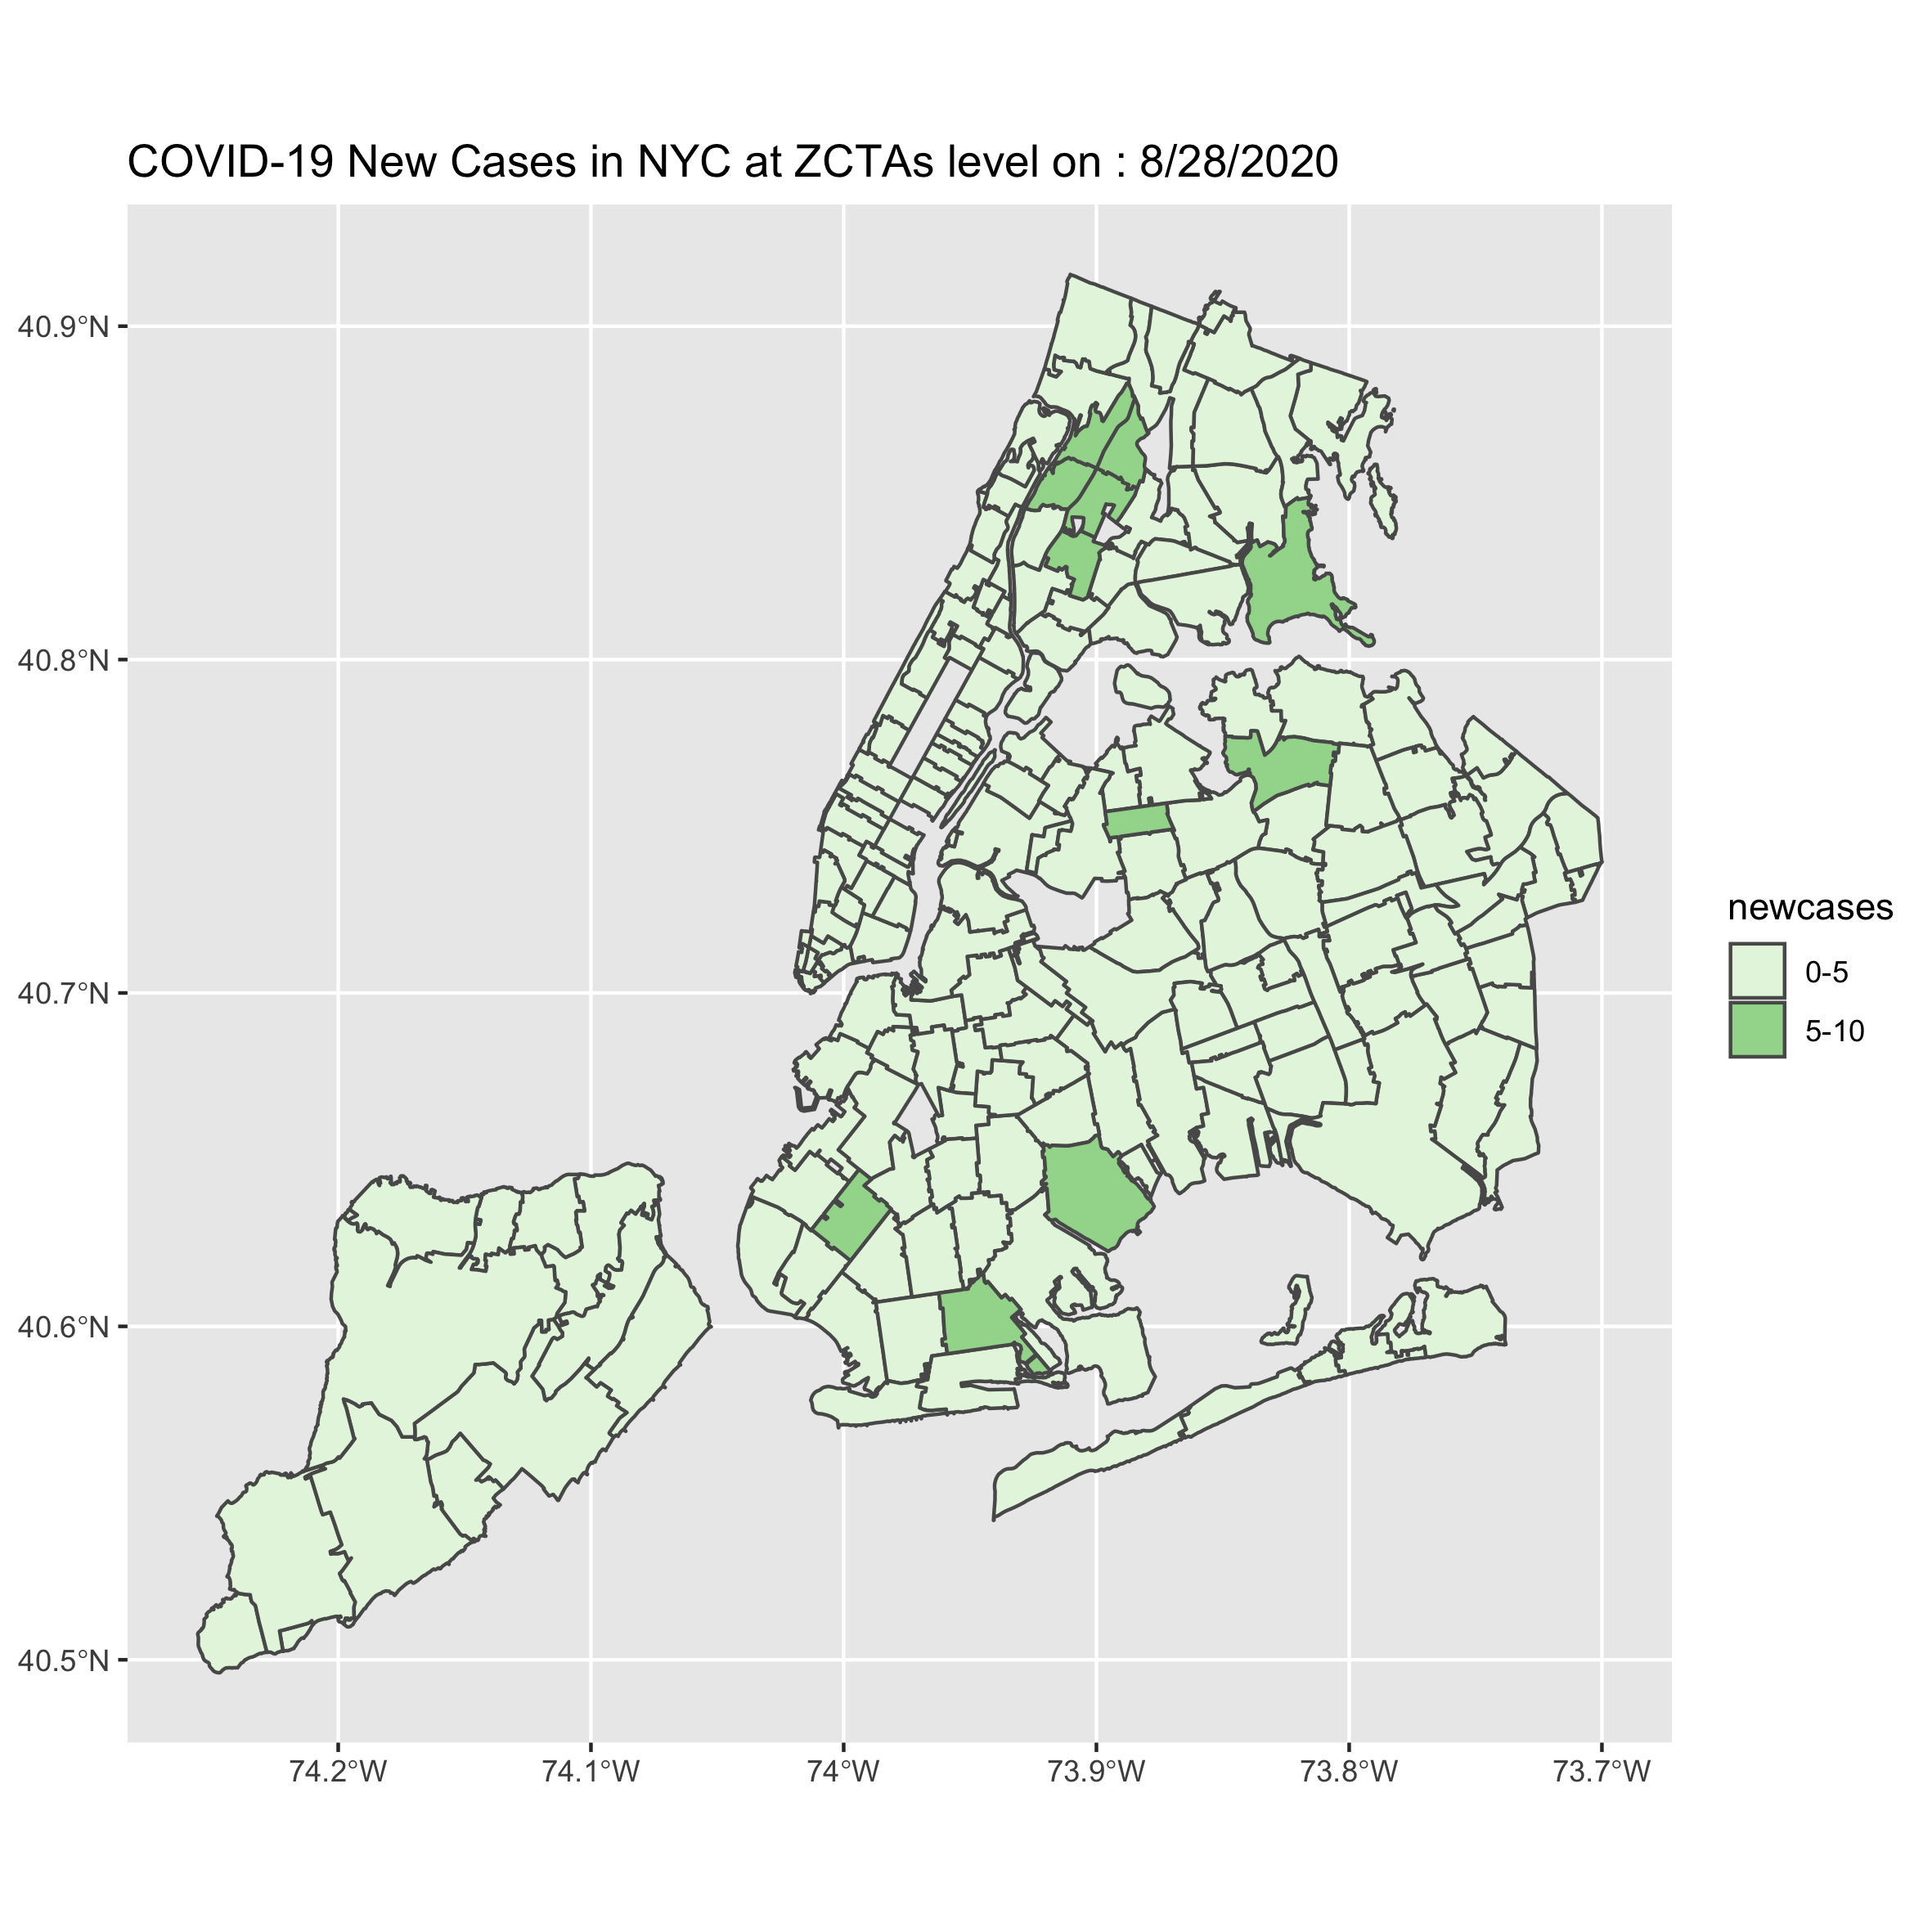 COVID-19 New Cases in NYC at ZCTAs level on : 8/28/2020
40.9°N
40.8°N
40.7°N
40.6°N
40.5°N
74.2°W
74.1°W
74°W
73.9°W
73.8°W
73.7°W
newcases
0-5
5-10